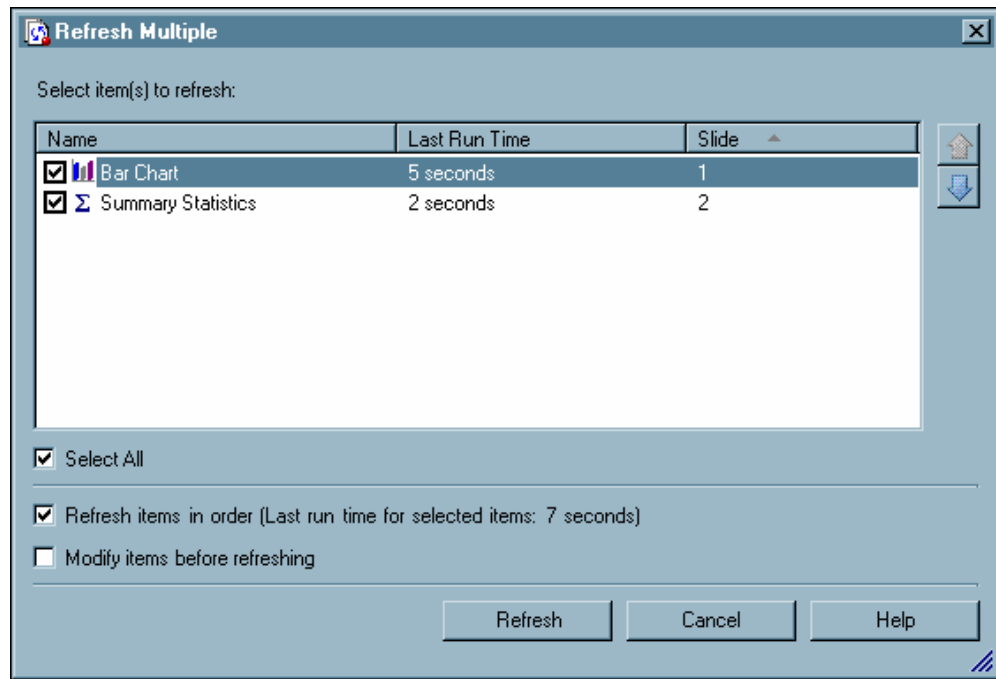 Refresh Multiple
Select item(s) to refresh:
Name Last Run Time Slide
Bar Chart 5 seconds 1
Σ Summary Statistics 2 seconds 2
Select All
Refresh items in order (Last run time for selected items: 7 seconds)
Modify items before refreshing
Refresh Cancel Help